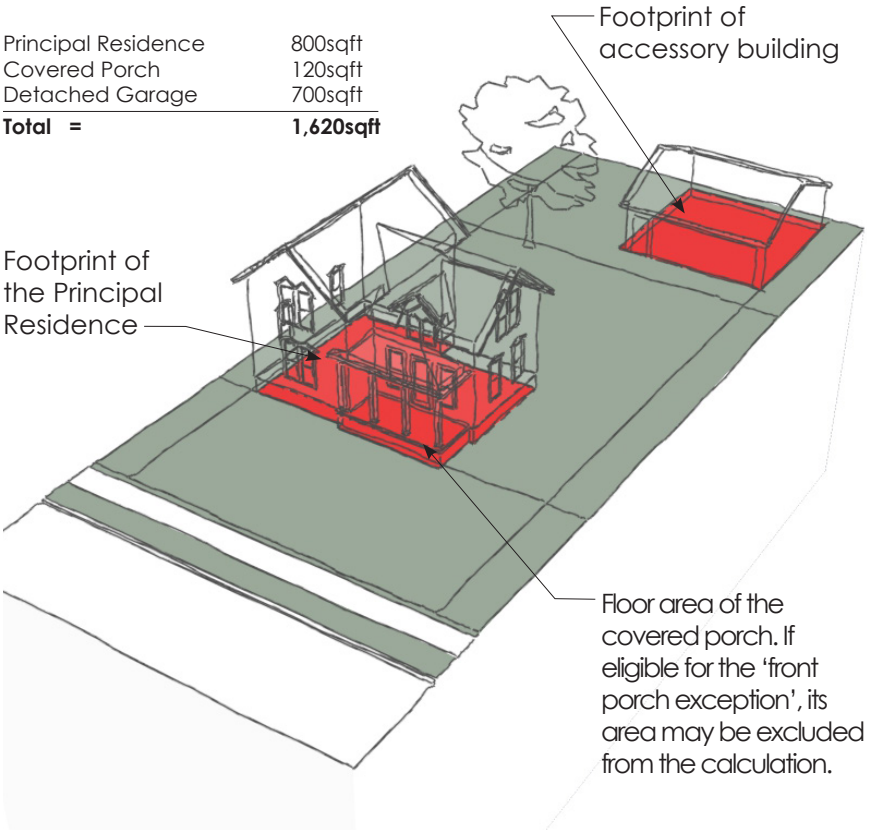 Principal Residence 800sqft
Covered Porch 120sqft
Detached Garage 700sqft
Total = 1,620sqft
Footprint of
accessory building
Footprint of
the Principal
Residence
Floor area of the
covered porch. If
eligible for the ‘front
porch exception’, its
area may be excluded
from the calculation.